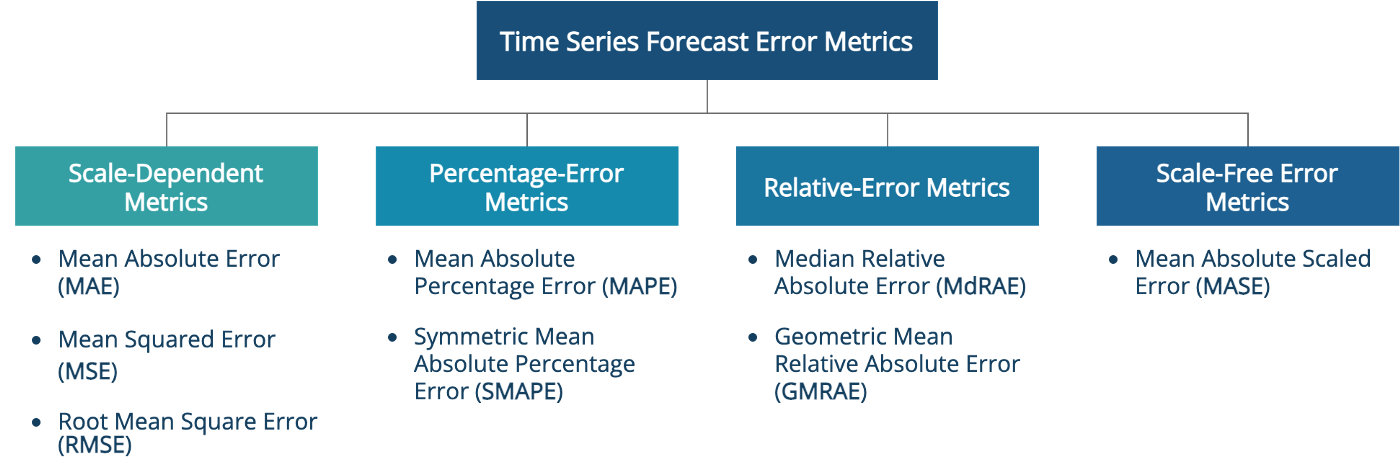 Time Series Forecast Error Metrics
Scale-Dependent
Metrics
• Mean Absolute Error
(MAE)
• Mean Squared Error
(MSE)
• Root Mean Square Error
(RMSE)
Percentage-Error
Metrics
• Mean Absolute
Percentage Error (MAPE)
• Symmetric Mean
Absolute Percentage
Error (SMAPE)
Relative-Error Metrics
• Median Relative
Absolute Error (MdRAE)
• Geometric Mean
Relative Absolute Error
(GMRAE)
Scale-Free Error
Metrics
• Mean Absolute Scaled
Error (MASE)